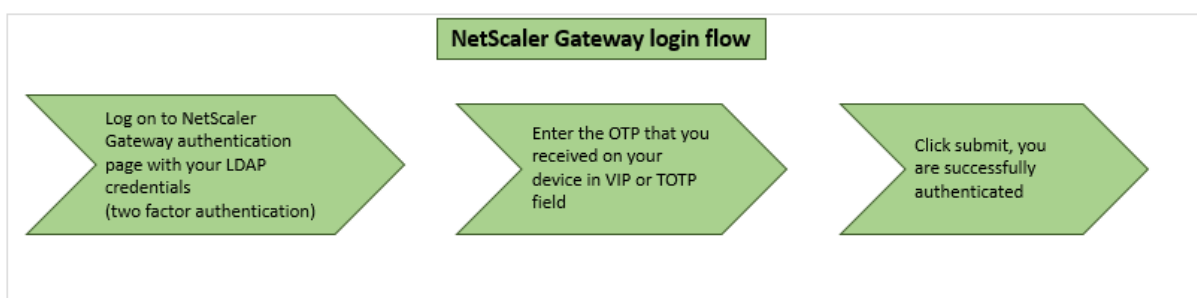 NetScaler Gateway login flow
Log on to NetScaler
Gateway authentication
page with your LDAP
credentials
(two factor authentication)
Enter the OTP that you
received on your
device in VIP or TOTP
field
Click submit, you
are successfully
authenticated